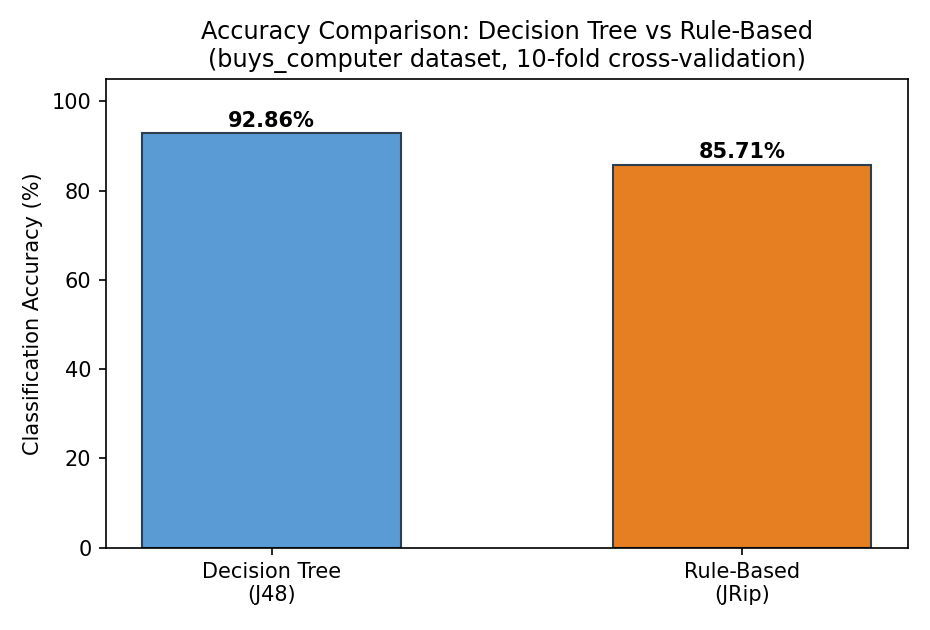 Accuracy Comparison: Decision Tree vs Rule-Based
(buys_computer dataset, 10-fold cross-validation)
Classification Accuracy (%)
100
80
60
40
20
0
92.86%
85.71%
Decision Tree
(J48)
Rule-Based
(JRip)